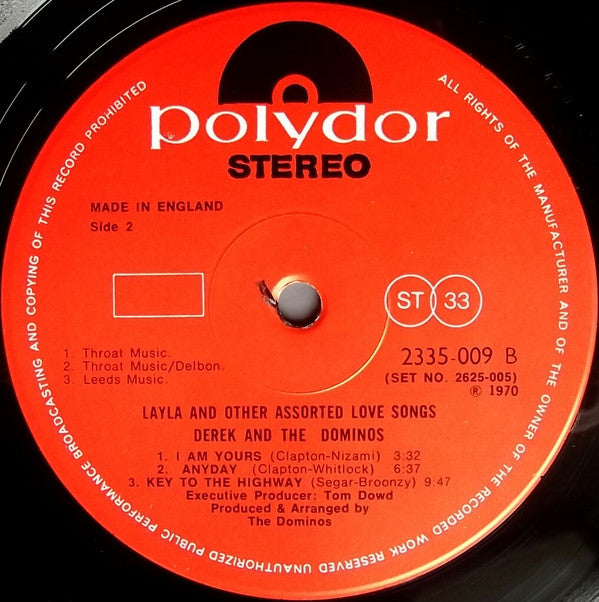 polydor
STEREO
MADE IN ENGLAND
Side 2
ST 33
1. Throat Music.
2. Throat Music/Delbon.
3. Leeds Music.
2335-009 B
(SET NO. 2625-005)
℗ 1970
LAYLA AND OTHER ASSORTED LOVE SONGS
DEREK AND THE DOMINOS
1. I AM YOURS (Clapton-Nizami) 3:32
2. ANYDAY (Clapton-Whitlock) 6:37
3. KEY TO THE HIGHWAY (Segar-Broonzy) 9.47
Executive Producer: Tom Dowd
Produced & Arranged by
The Dominos
ALL RIGHTS OF THE MANUFACTURER AND OF THE OWNER OF THE RECORDED WORK RESERVED UNAUTHORIZED PUBLIC PERFORMANCE BROADCASTING AND COPYING OF THIS RECORD PROHIBITED